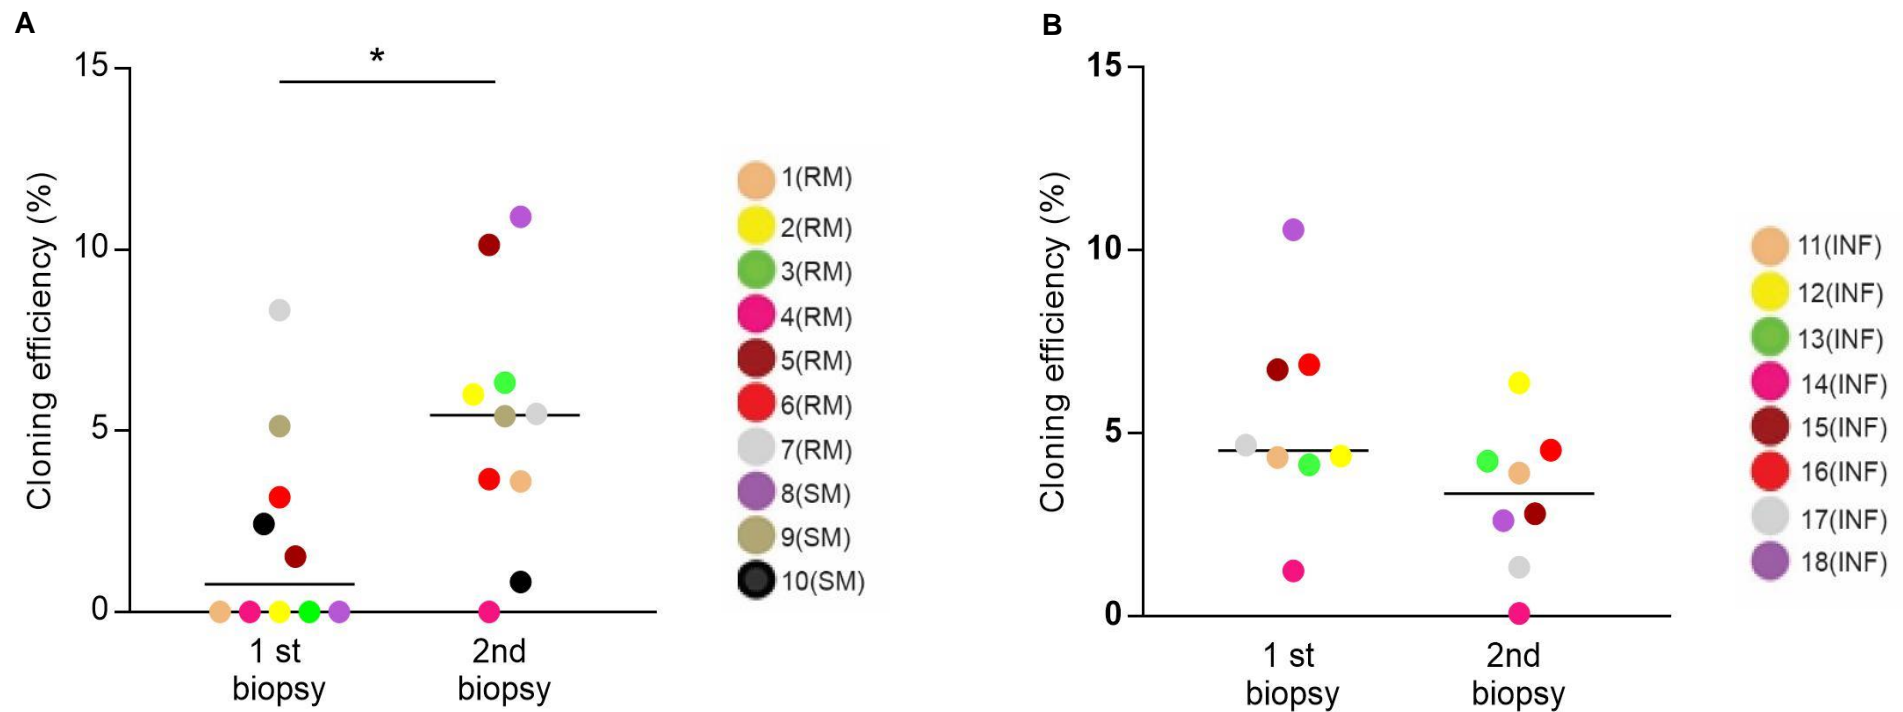 A
15
10
5
0
Cloning efficiency (%)
*
1 st
biopsy
2nd
biopsy
1(RM)
2(RM)
3(RM)
4(RM)
5(RM)
6(RM)
7(RM)
8(SM)
9(SM)
10(SM)
B
15
10
5
0
Cloning efficiency (%)
1 st
biopsy
2nd
biopsy
11(INF)
12(INF)
13(INF)
14(INF)
15(INF)
16(INF)
17(INF)
18(INF)